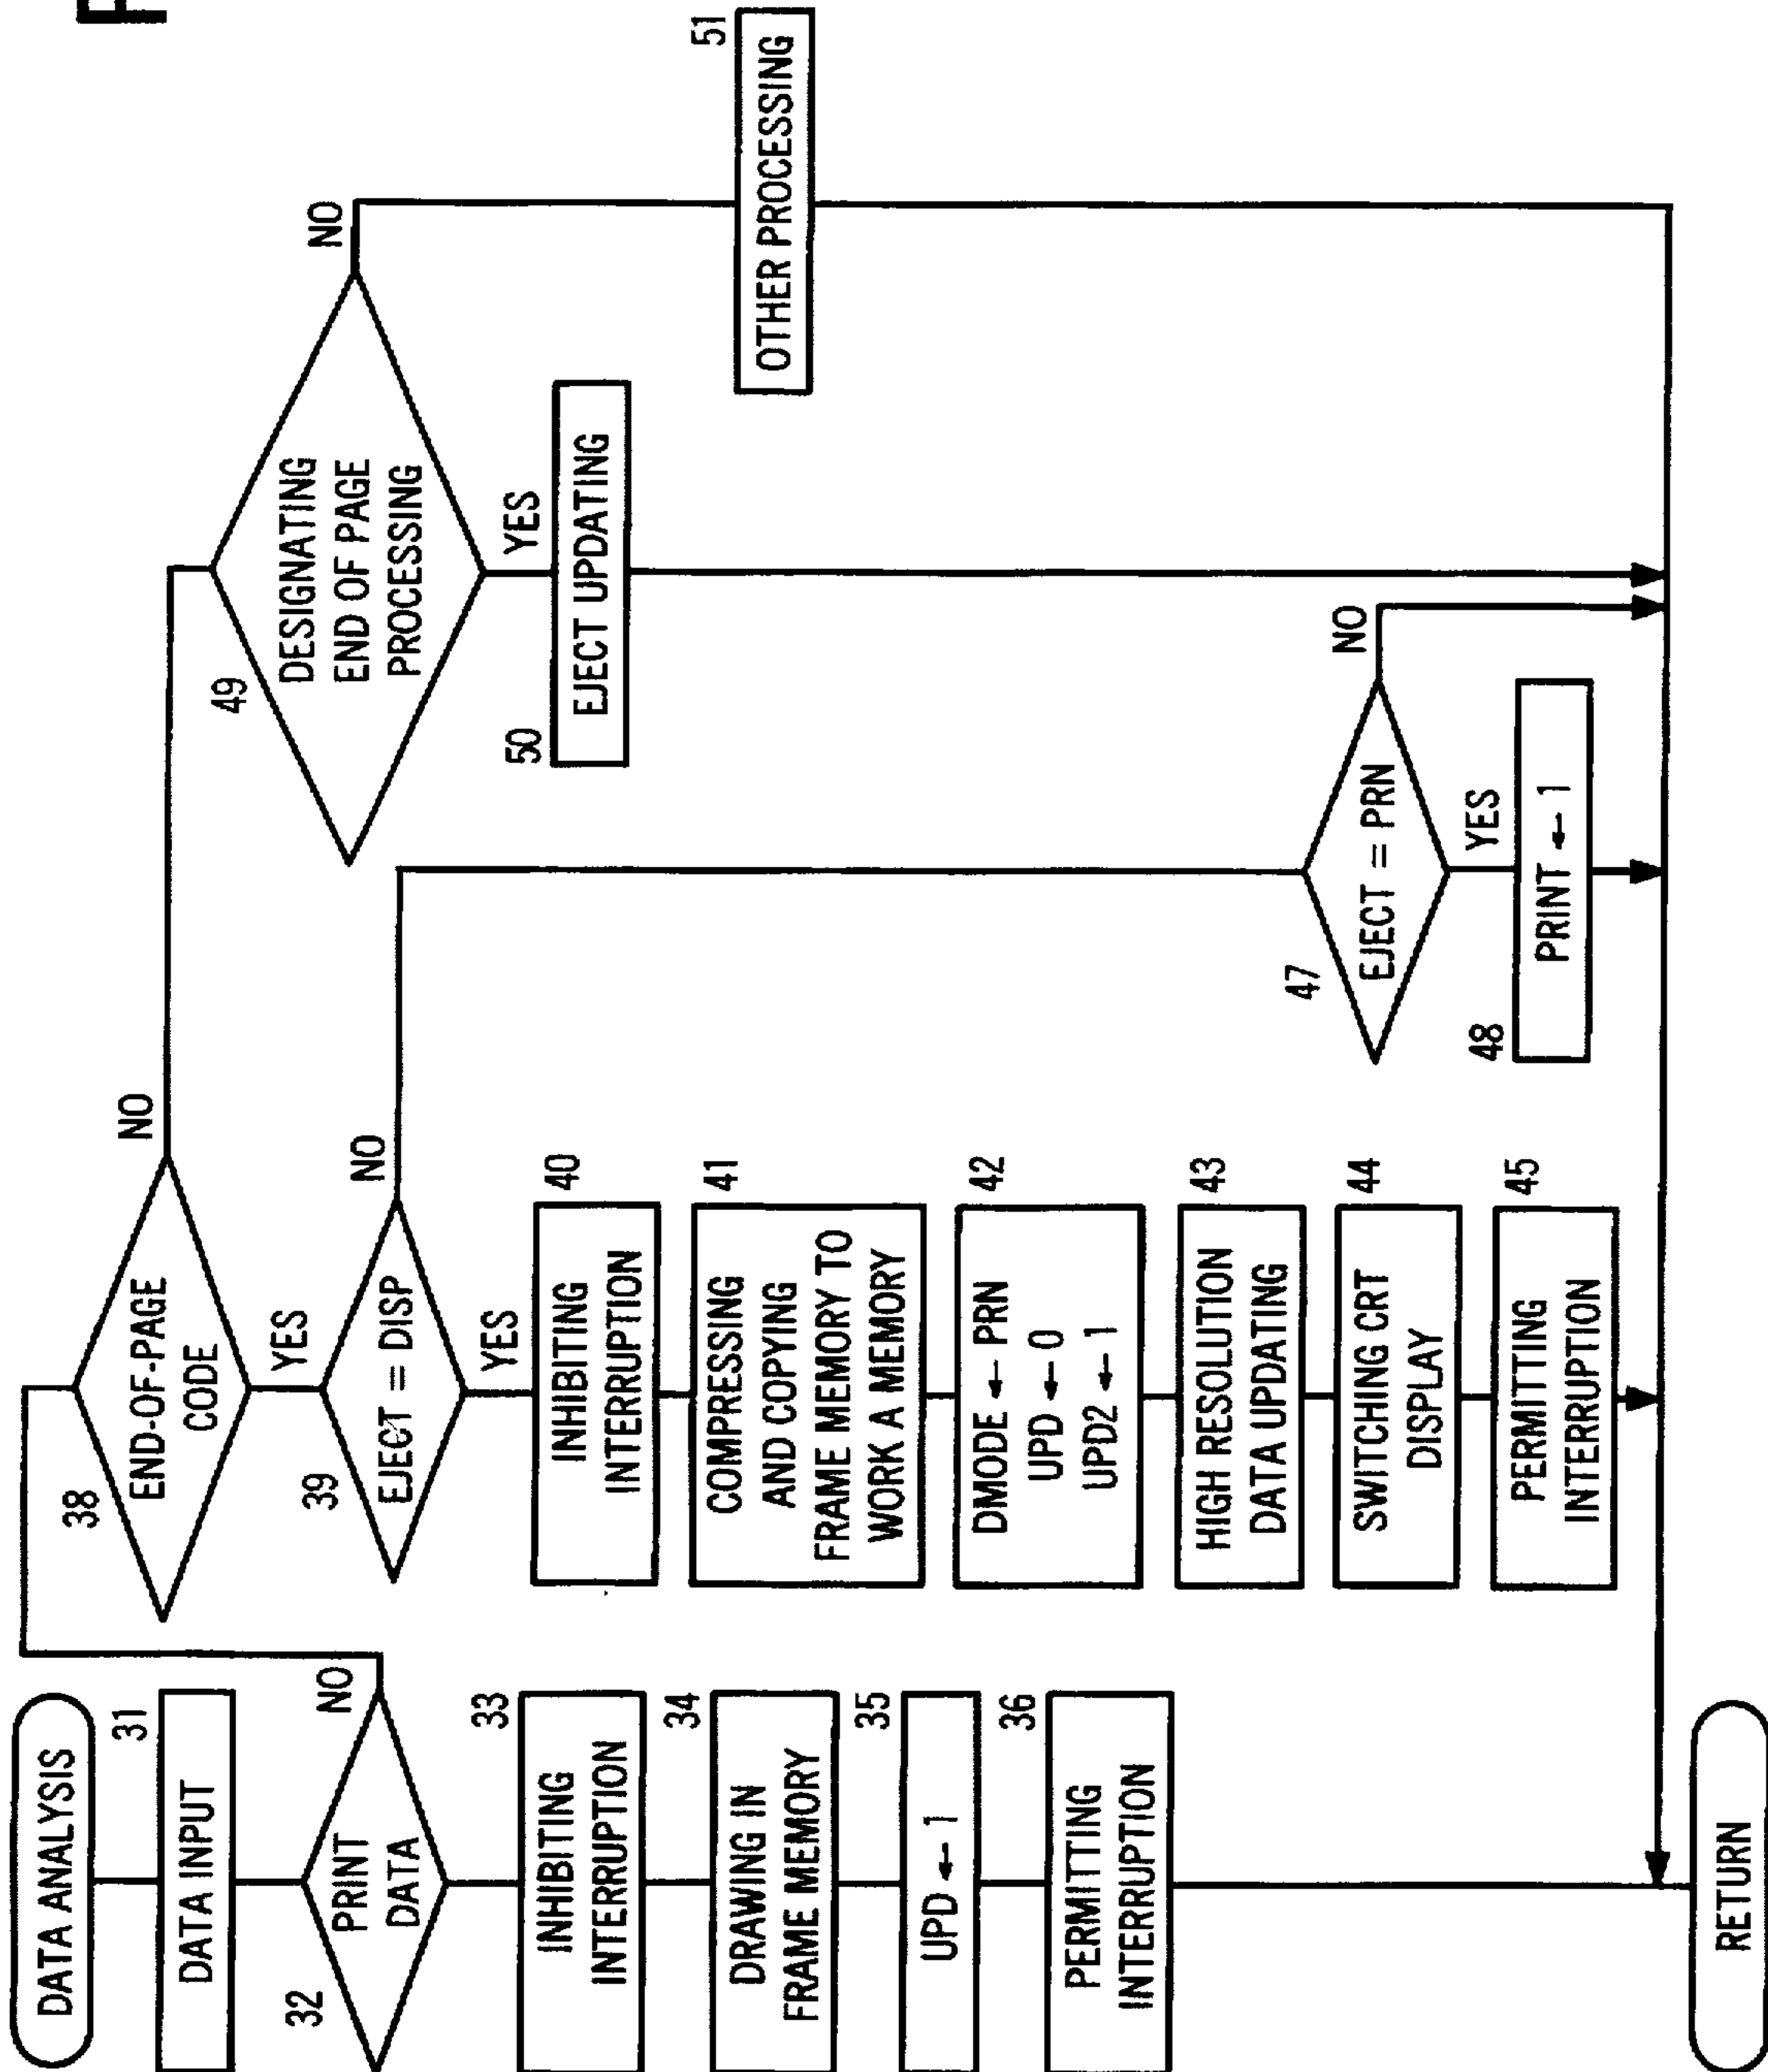 DATA ANALYSIS
31
DATA INPUT
32
PRINT
DATA
NO
33
INHIBITING
INTERRUPTION
34
DRAWING IN
FRAME MEMORY
35
UPD ← 1
36
PERMITTING
INTERRUPTION
RETURN
38
END-OF-PAGE
CODE
NO
YES
39
EJECT = DISP
NO
YES
40
INHIBITING
INTERRUPTION
41
COMPRESSING
AND COPYING
FRAME MEMORY TO
WORK A MEMORY
42
DMODE ← PRN
UPD ← 0
UPD2 ← 1
43
HIGH RESOLUTION
DATA UPDATING
44
SWITCHING CRT
DISPLAY
45
PERMITTING
INTERRUPTION
47
EJECT = PRN
NO
YES
48
PRINT ← 1
49
DESIGNATING
END OF PAGE
PROCESSING
NO
YES
50
EJECT UPDATING
51
OTHER PROCESSING